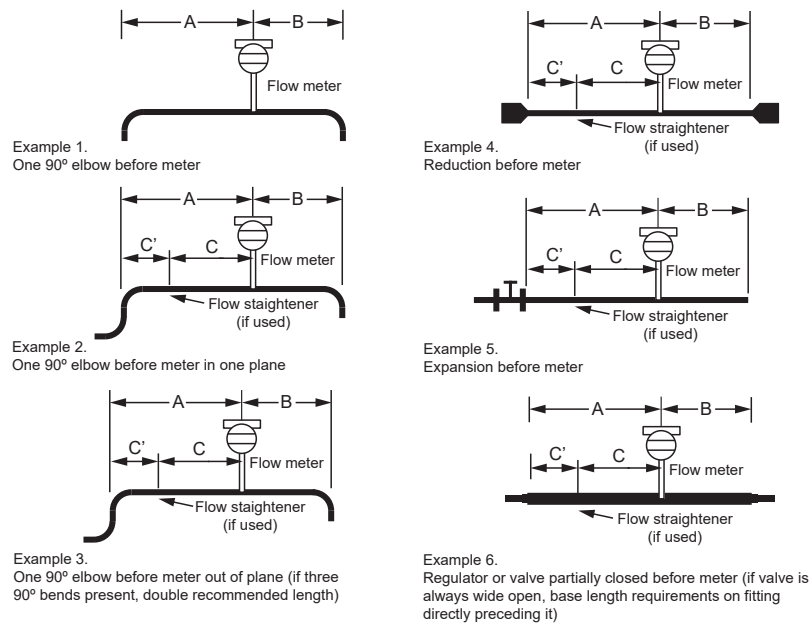 A
B
Flow meter
Example 1.
One 90º elbow before meter
A
B
C’
C
Flow meter
Flow staightener
(if used)
Example 2.
One 90º elbow before meter in one plane
A
B
C’
C
Flow meter
Flow staightener
(if used)
Example 3.
One 90º elbow before meter out of plane (if three
90º bends present, double recommended length)
A
B
C’
C
Flow meter
Flow straightener
(if used)
Example 4.
Reduction before meter
A
B
C’
C
Flow meter
Flow straightener
(if used)
Example 5.
Expansion before meter
A
B
C’
C
Flow meter
Flow straightener
(if used)
Example 6.
Regulator or valve partially closed before meter (if valve is
always wide open, base length requirements on fitting
directly preceding it)